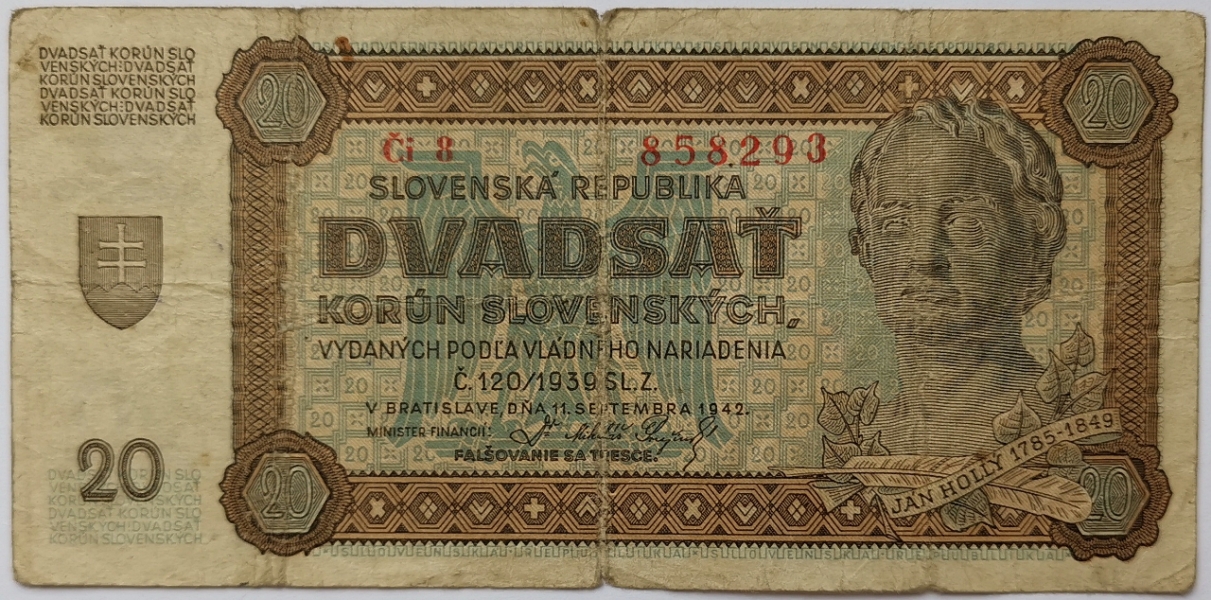 DVADSAŤ KORÚN SLO
VENSKÝCH:DVADSAŤ
KORÚN SLOVENSKÝCH
DVADSAŤ KORÚN SLO
VENSKÝCH:DVADSAŤ
KORÚN SLOVENSKÝCH
20 20
Či 8 858293
SLOVENSKÁ REPUBLIKA
DVADSAŤ
KORÚN SLOVENSKÝCH,
VYDANÝCH PODĽA VLÁDNEHO NARIADENIA
Č. 120/1939 SL. Z.
V BRATISLAVE, DŇA 11. SEPTEMBRA 1942.
MINISTER FINANCIÍ:
FALŠOVANIE SA TRESCE.
JÁN HOLLÝ 1785-1849
20
20 20
DVADSAŤ KORÚN SLO
VENSKÝCH:DVADSAŤ
KORÚN SLOVENSKÝCH
DVADSAŤ KORÚN SLO
VENSKÝCH:DVADSAŤ
KORÚN SLOVENSKÝCH